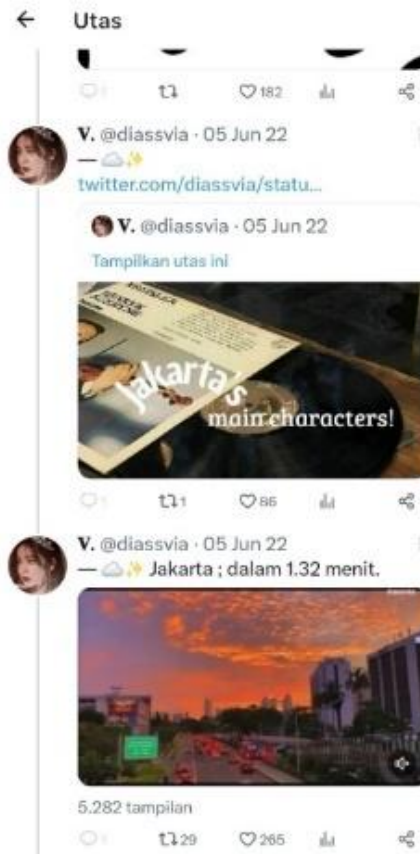 Utas
182
V. @diassvia · 05 Jun 22
— ☁️✨
twitter.com/diassvia/statu...
V. @diassvia · 05 Jun 22
Tampilkan utas ini
Jakarta's
main characters!
1
86
V. @diassvia · 05 Jun 22
— ☁️✨ Jakarta ; dalam 1.32 menit.
5.282 tampilan
29
265